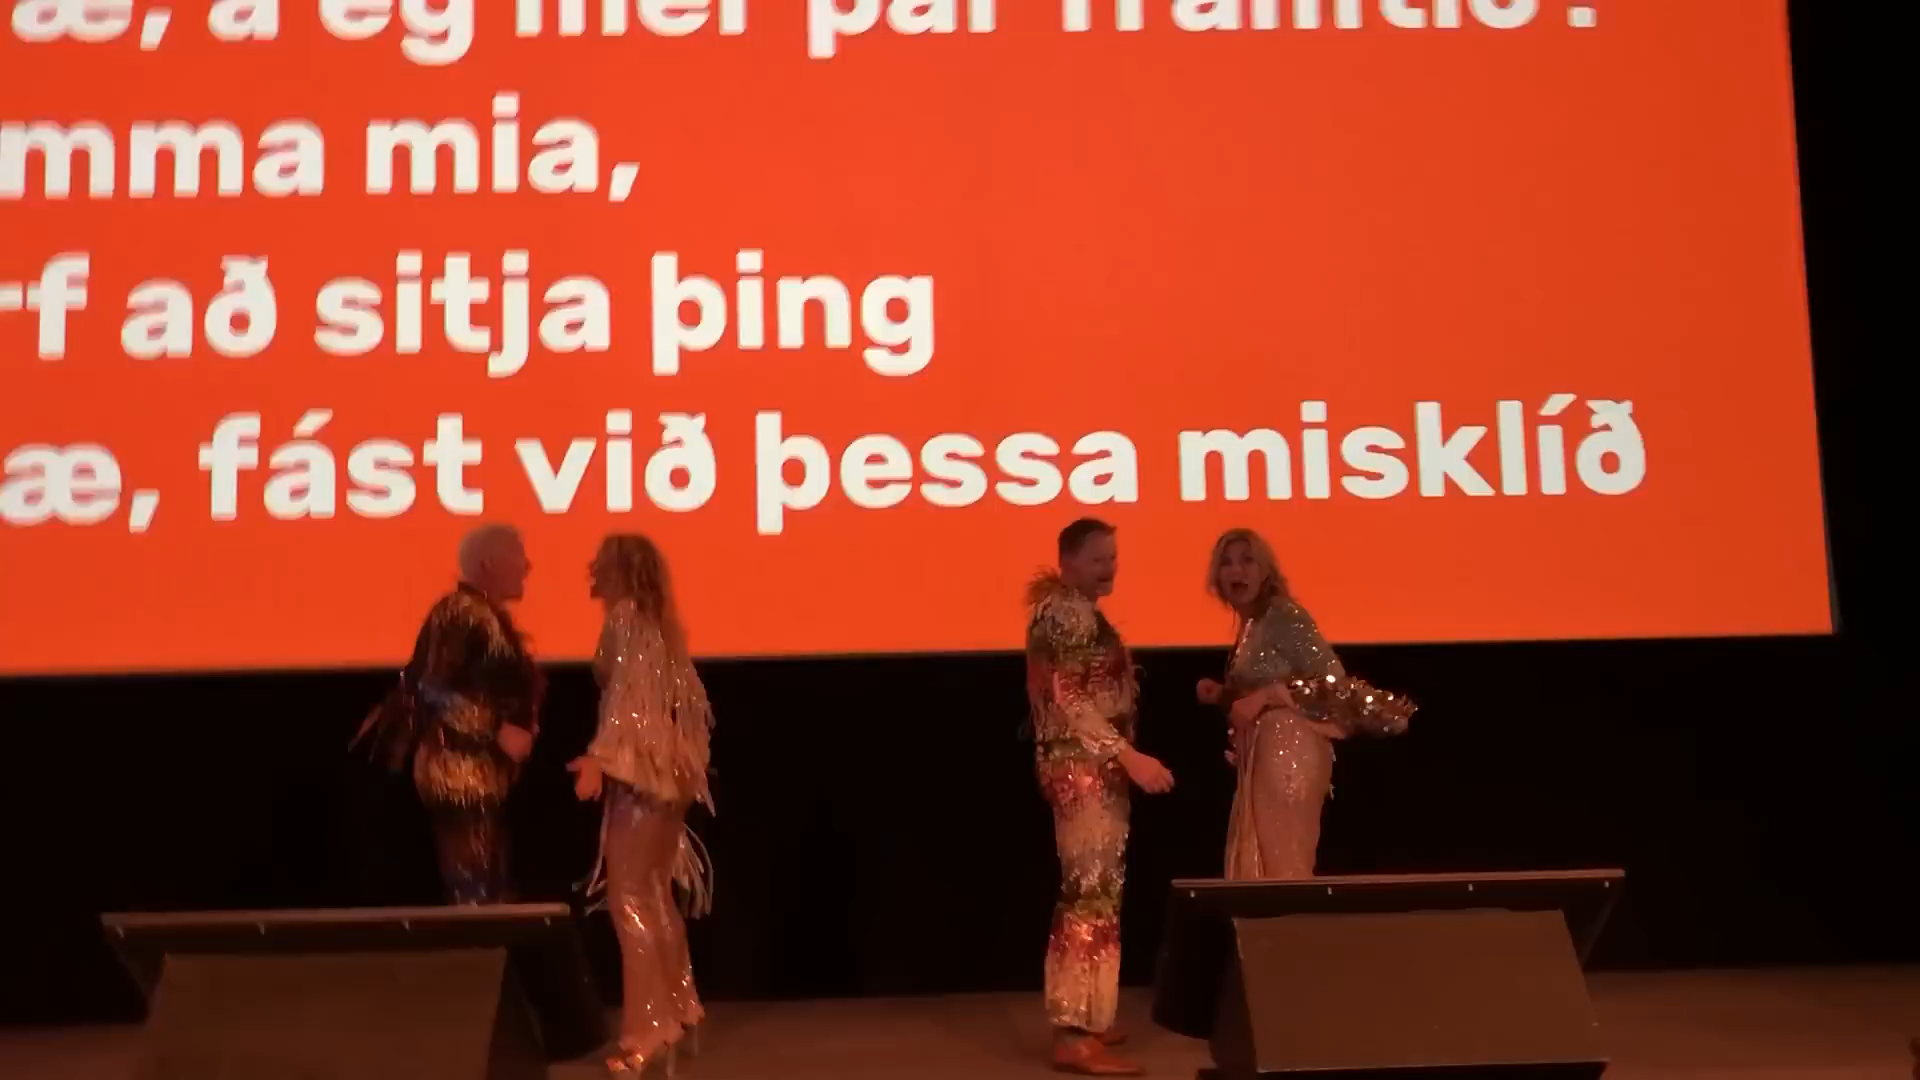 æ, á ég mér þar framtíð?
mma mia,
rf að sitja þing
æ, fást við þessa misklíð